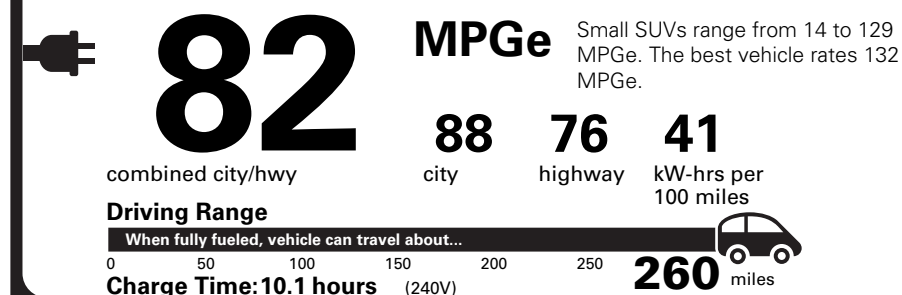 82
MPGe
Small SUVs range from 14 to 129
MPGe. The best vehicle rates 132
MPGe.
combined city/hwy
88
city
76
highway
41
kW-hrs per
100 miles
Driving Range
When fully fueled, vehicle can travel about...
0 50 100 150 200 250 260 miles
Charge Time: 10.1 hours (240V)